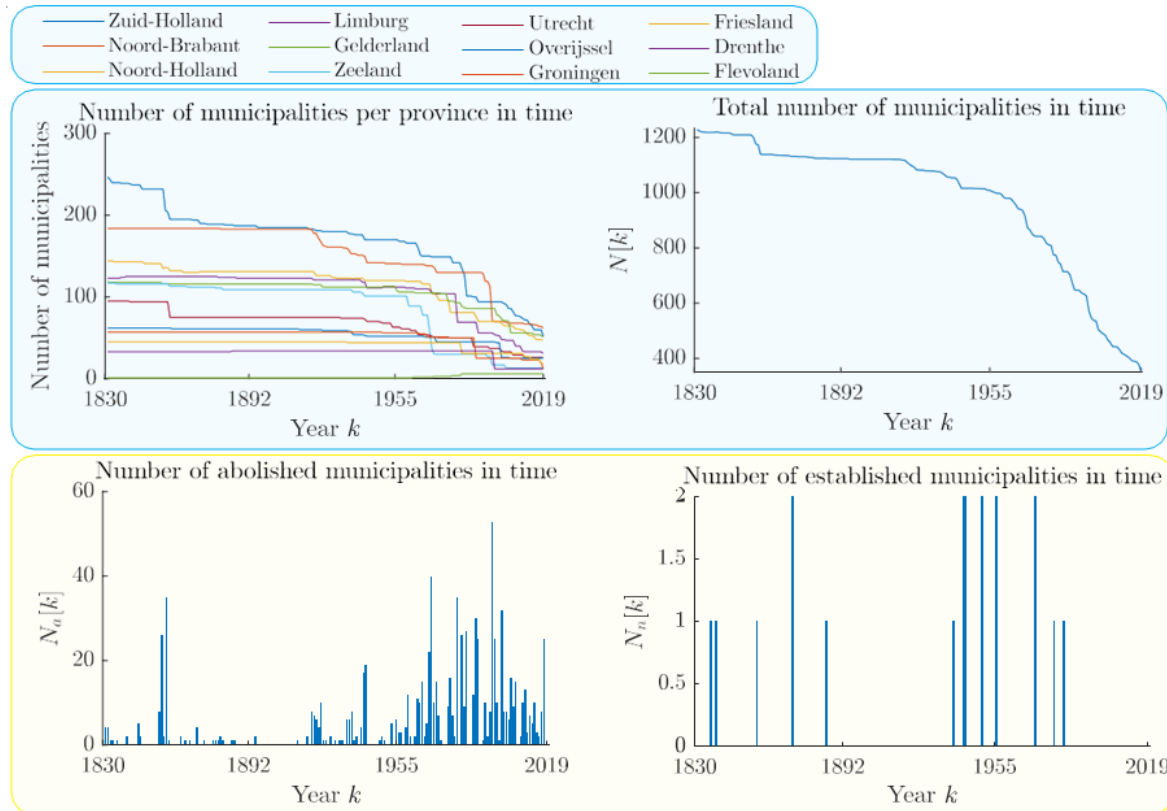 Zuid-Holland Limburg Utrecht Friesland
Noord-Brabant Gelderland Overijssel Drenthe
Noord-Holland Zeeland Groningen Flevoland
Number of municipalities per province in time
Number of municipalities
300
200
100
0
1830 1892 1955 2019
Year k
Total number of municipalities in time
N[k]
1200
1000
800
600
400
1830 1892 1955 2019
Year k
Number of abolished municipalities in time
N_a[k]
60
40
20
0
1830 1892 1955 2019
Year k
Number of established municipalities in time
N_n[k]
2
1.5
1
0.5
0
1830 1892 1955 2019
Year k